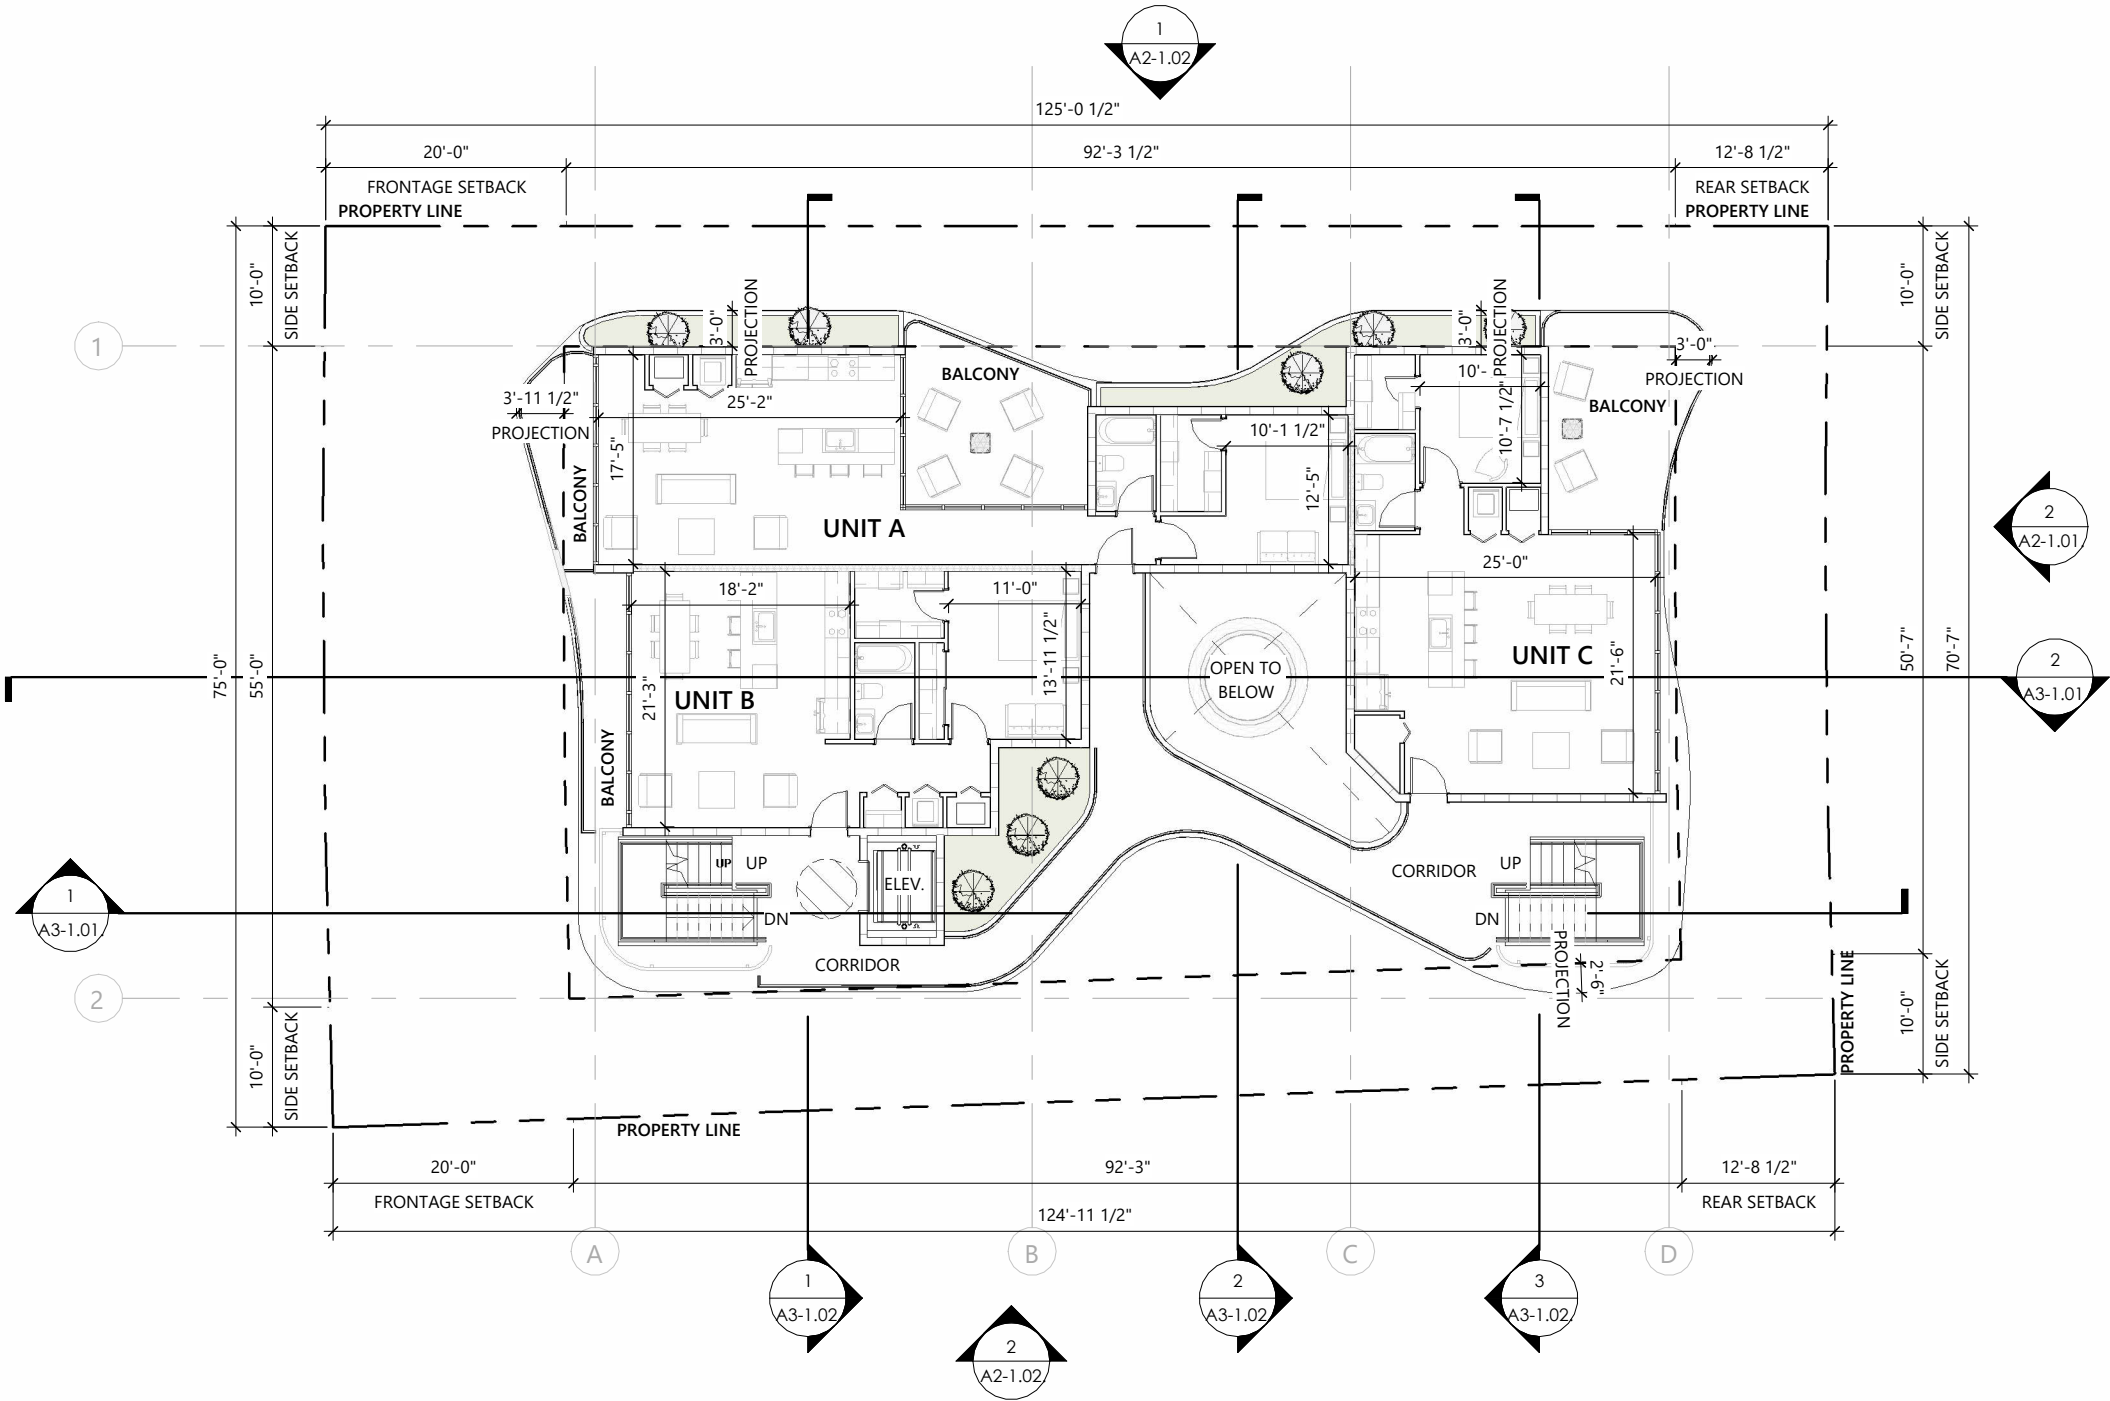 1
A2-1.02
125'-0 1/2"
20'-0"
92'-3 1/2"
12'-8 1/2"
FRONTAGE SETBACK
REAR SETBACK
PROPERTY LINE
PROPERTY LINE
10'-0"
SIDE SETBACK
3'-0"
PROJECTION
3'-0"
PROJECTION
10'-0"
SIDE SETBACK
1
3'-0"
PROJECTION
BALCONY
3'-11 1/2"
PROJECTION
25'-2"
10'-
10'-7 1/2"
BALCONY
17'-5"
10'-1 1/2"
12'-5"
BALCONY
UNIT A
2
A2-1.01
25'-0"
18'-2"
11'-0"
13'-11 1/2"
75'-0"
55'-0"
21'-3"
UNIT B
OPEN TO
BELOW
UNIT C
21'-6"
50'-7"
70'-7"
2
A3-1.01
BALCONY
UP
UP
ELEV.
CORRIDOR
UP
1
A3-1.01
DN
DN
CORRIDOR
PROJECTION
2'-6"
2
PROPERTY LINE
10'-0"
SIDE SETBACK
10'-0"
SIDE SETBACK
PROPERTY LINE
20'-0"
92'-3"
12'-8 1/2"
FRONTAGE SETBACK
REAR SETBACK
124'-11 1/2"
A
B
C
D
1
A3-1.02
2
A3-1.02
3
A3-1.02
2
A2-1.02